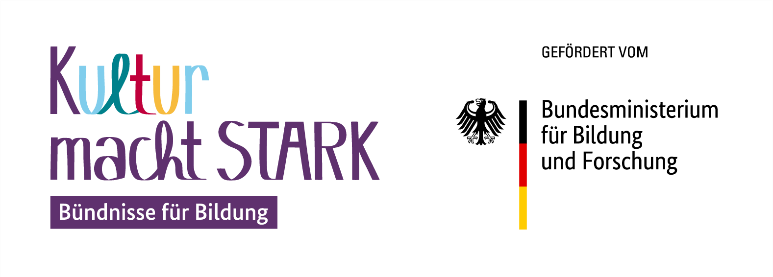 Kultur
macht STARK
Bündnisse für Bildung
GEFÖRDERT VOM
Bundesministerium
für Bildung
und Forschung